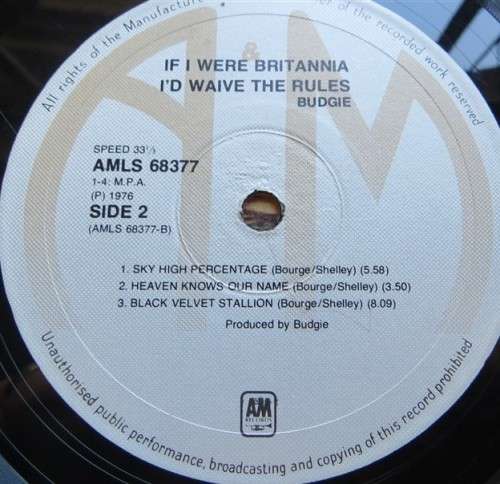 All rights of the Manufacture
er of the recorded work reserved
A&M
IF I WERE BRITANNIA
I'D WAIVE THE RULES
BUDGIE
SPEED 33⅓
AMLS 68377
1-4: M.P.A.
(P) 1976
SIDE 2
(AMLS 68377-B)
1. SKY HIGH PERCENTAGE (Bourge/Shelley) (5.58)
2. HEAVEN KNOWS OUR NAME (Bourge/Shelley) (3.50)
3. BLACK VELVET STALLION (Bourge/Shelley) (8.09)
Produced by Budgie
A&M
RECORDS
Unauthorised public performance, broadcasting and copying of this record prohibited